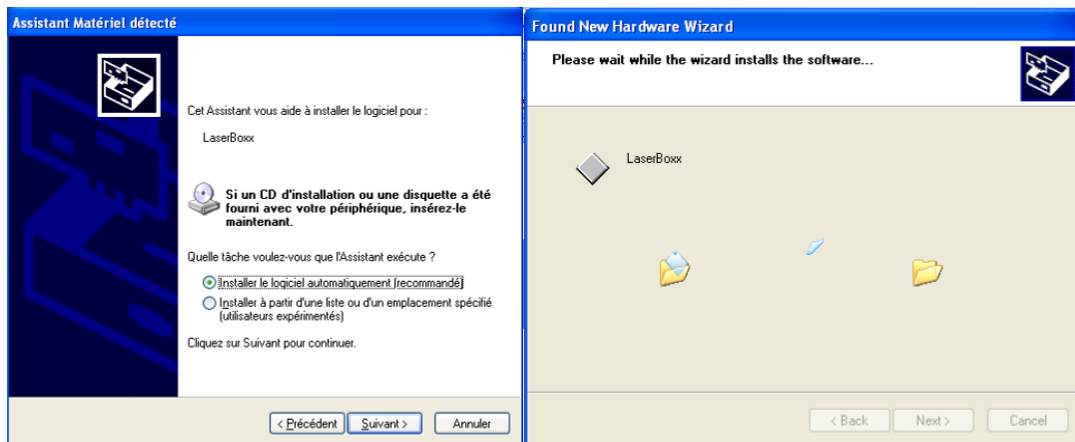 Assistant Matériel détecté
Cet Assistant vous aide à installer le logiciel pour :
LaserBoxx
Si un CD d'installation ou une disquette a été
fourni avec votre périphérique, insérez-le
maintenant.
Quelle tâche voulez-vous que l'Assistant exécute ?
Installer le logiciel automatiquement (recommandé)
Installer à partir d'une liste ou d'un emplacement spécifié
(utilisateurs expérimentés)
Cliquez sur Suivant pour continuer.
< Précédent
Suivant >
Annuler
Found New Hardware Wizard
Please wait while the wizard installs the software...
LaserBoxx
< Back
Next >
Cancel